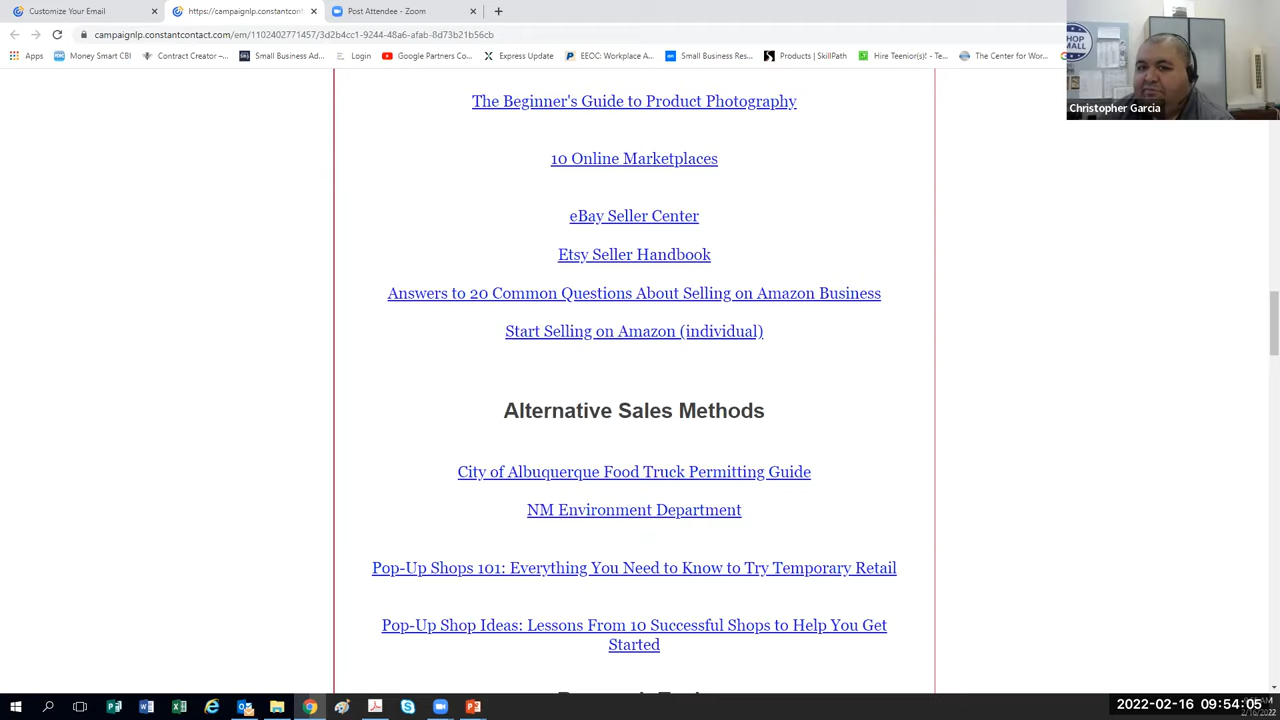 Customize Your Email
https://campaignlp.constantcont
Post Attendee - Zoom
campaignlp.constantcontact.com/em/1102402771457/3d2b4cc1-9244-48a6-afab-8d73b21b56cb
Apps
Money Smart CBI
Contract Creator –...
Small Business Ad...
Login
Google Partners Co...
Express Update
EEOC: Workplace A...
Small Business Res...
Products | SkillPath
Hire Teenior(s)! - Te...
The Center for Wor...
SHOP
Christopher Garcia
The Beginner's Guide to Product Photography
10 Online Marketplaces
eBay Seller Center
Etsy Seller Handbook
Answers to 20 Common Questions About Selling on Amazon Business
Start Selling on Amazon (individual)
Alternative Sales Methods
City of Albuquerque Food Truck Permitting Guide
NM Environment Department
Pop-Up Shops 101: Everything You Need to Know to Try Temporary Retail
Pop-Up Shop Ideas: Lessons From 10 Successful Shops to Help You Get
Started
2022-02-16 09:54:05